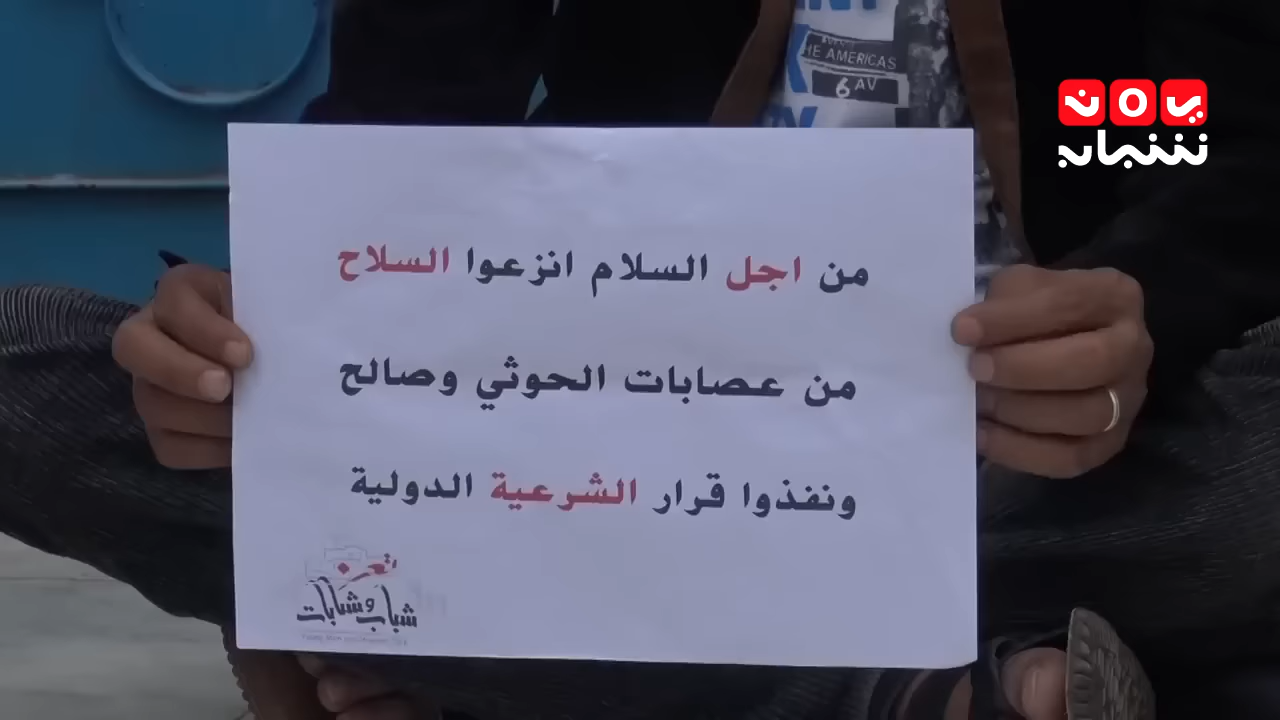 HE AMERICAS
6 AV
يمن
شباب
من اجل السلام انزعوا السلاح
من عصابات الحوثي وصالح
ونفذوا قرار الشرعية الدولية
تعز
شباب وشابات